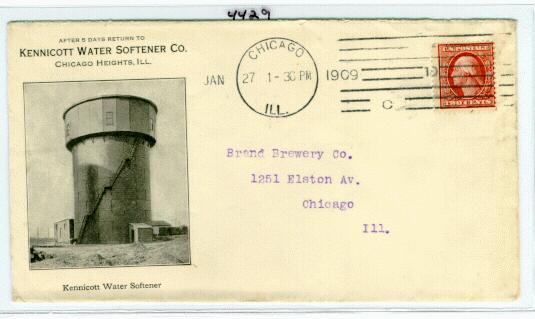 4429
AFTER 5 DAYS RETURN TO
KENNICOTT WATER SOFTENER CO.
CHICAGO HEIGHTS, ILL.
CHICAGO
JAN 27 1-30 PM 1909
ILL.
U.S. POSTAGE
TWO CENTS
Brand Brewery Co.
1251 Elston Av.
Chicago
Ill.
Kennicott Water Softener